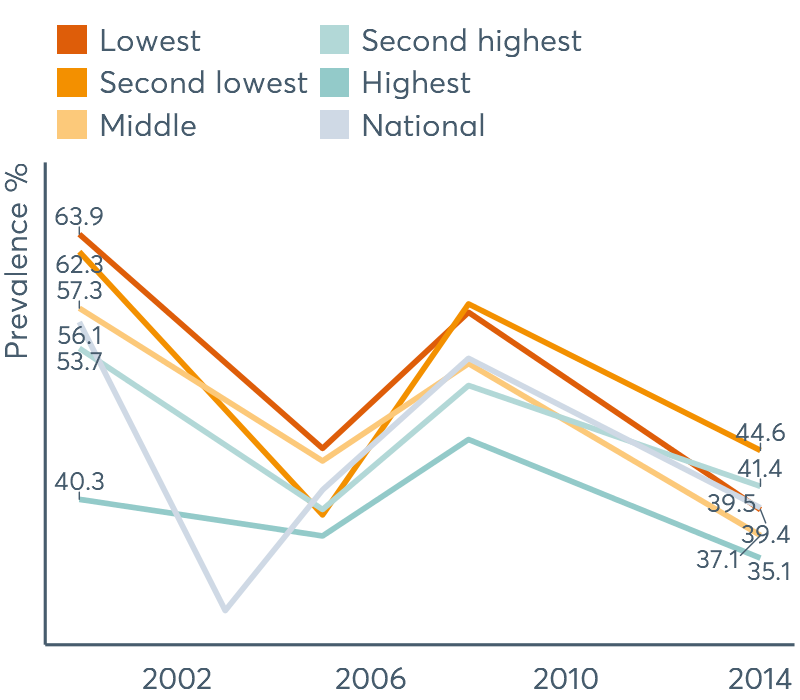 Lowest
Second lowest
Middle
Second highest
Highest
National
Prevalence %
63.9
62.3
57.3
56.1
53.7
40.3
44.6
41.4
39.5
39.4
37.1
35.1
2002 2006 2010 2014